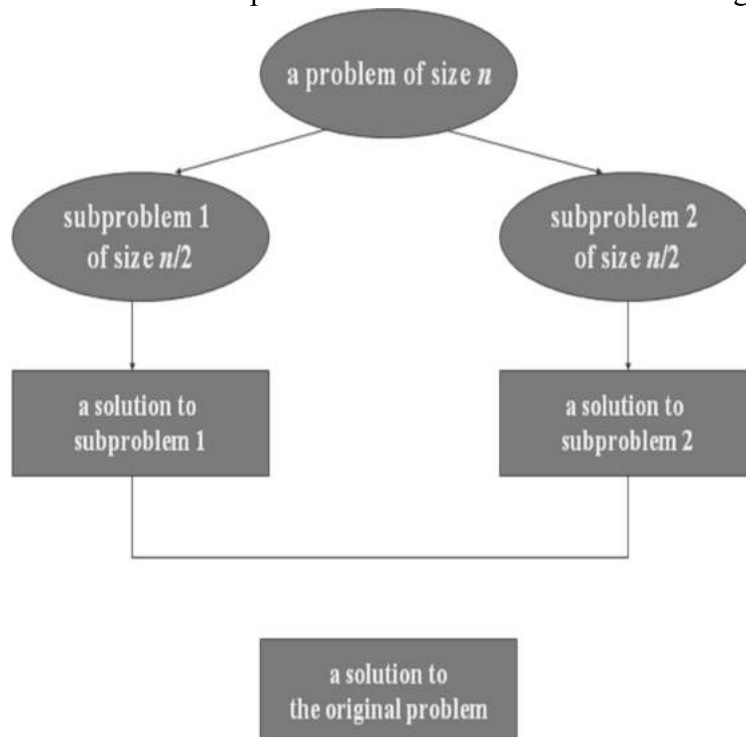 a problem of size n
subproblem 1
of size n/2
subproblem 2
of size n/2
a solution to
subproblem 1
a solution to
subproblem 2
a solution to
the original problem